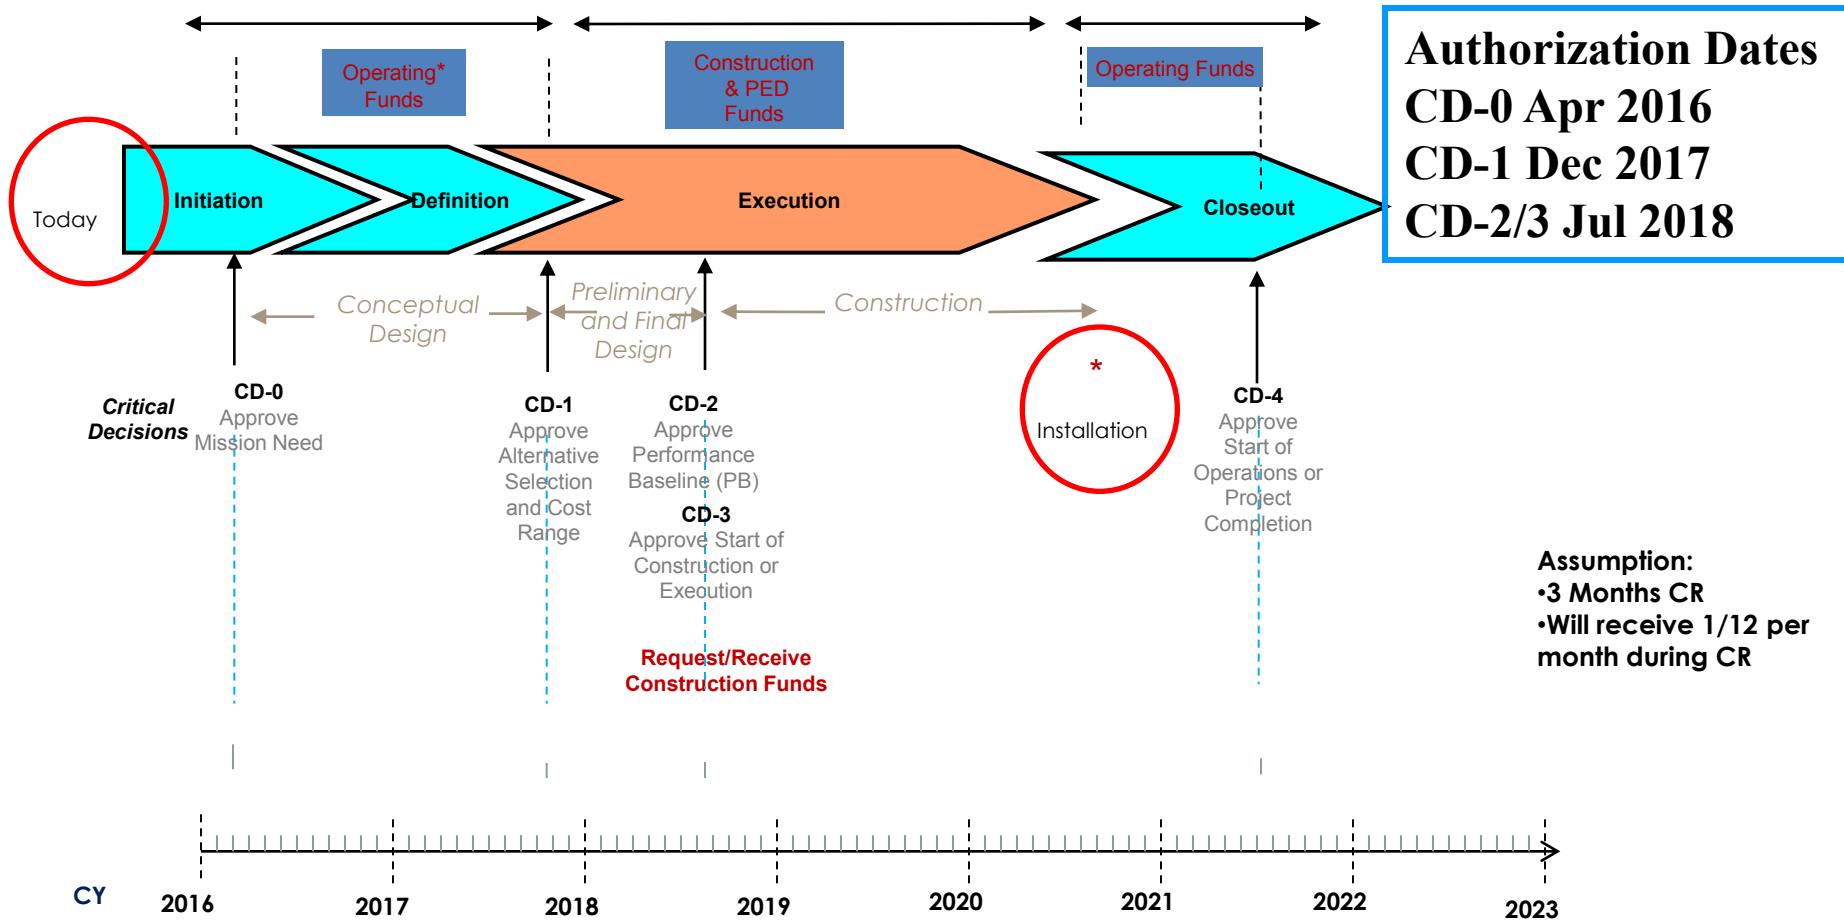 Operating*
Funds
Construction
& PED
Funds
Operating Funds
Authorization Dates
CD-0 Apr 2016
CD-1 Dec 2017
CD-2/3 Jul 2018
Today
Initiation
Definition
Execution
Closeout
Conceptual
Design
Preliminary
and Final
Design
Construction
*
Installation
Critical
Decisions
CD-0
Approve
Mission Need
CD-1
Approve
Alternative
Selection
and Cost
Range
CD-2
Approve
Performance
Baseline (PB)
CD-3
Approve Start of
Construction or
Execution
Request/Receive
Construction Funds
CD-4
Approve
Start of
Operations or
Project
Completion
Assumption:
•3 Months CR
•Will receive 1/12 per
month during CR
CY
2016
2017
2018
2019
2020
2021
2022
2023